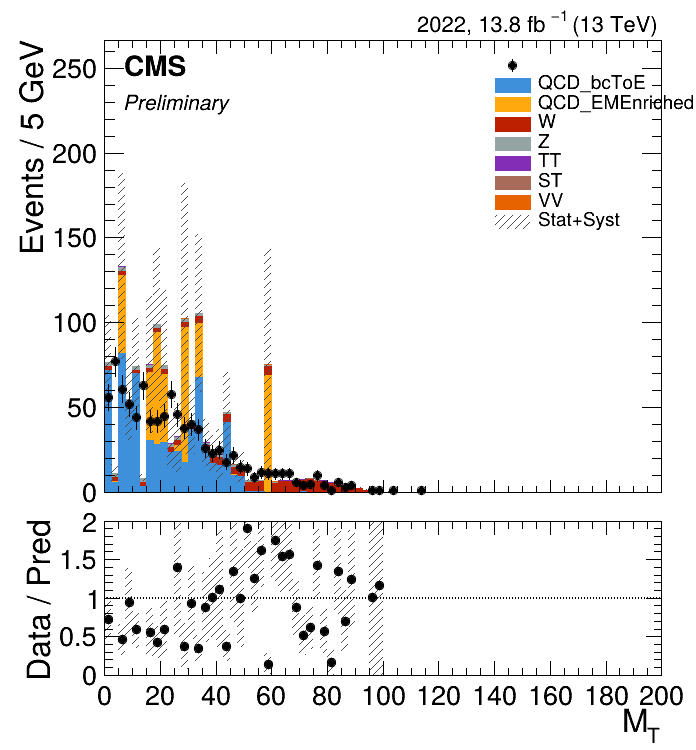 2022, 13.8 fb⁻¹ (13 TeV)
CMS
Preliminary
QCD_bcToE
QCD_EMEnriched
W
Z
TT
ST
VV
Stat+Syst
Events / 5 GeV
250
200
150
100
50
0
Data / Pred
2
1.5
1
0.5
0
0 20 40 60 80 100 120 140 160 180 200
M_T